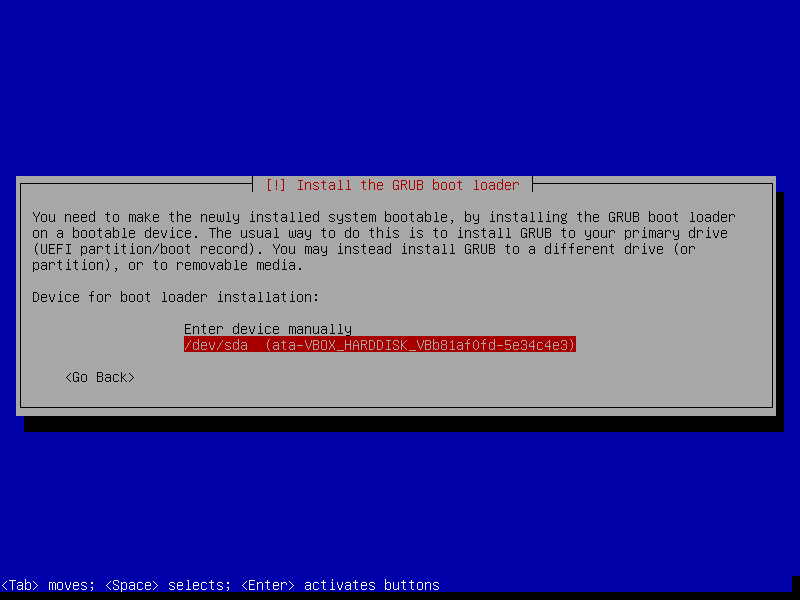 [!] Install the GRUB boot loader
You need to make the newly installed system bootable, by installing the GRUB boot loader
on a bootable device. The usual way to do this is to install GRUB to your primary drive
(UEFI partition/boot record). You may instead install GRUB to a different drive (or
partition), or to removable media.
Device for boot loader installation:
Enter device manually
/dev/sda  (ata-VBOX_HARDDISK_VBb81af0fd-5e34c4e3)
<Go Back>
<Tab> moves; <Space> selects; <Enter> activates buttons